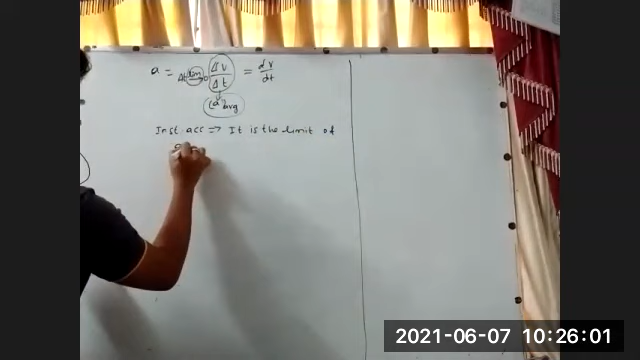 a = lim Δt→0 Δv/Δt = dv/dt
(a)avg
Inst. acc ⇒ It is the limit of
2021-06-07 10:26:01